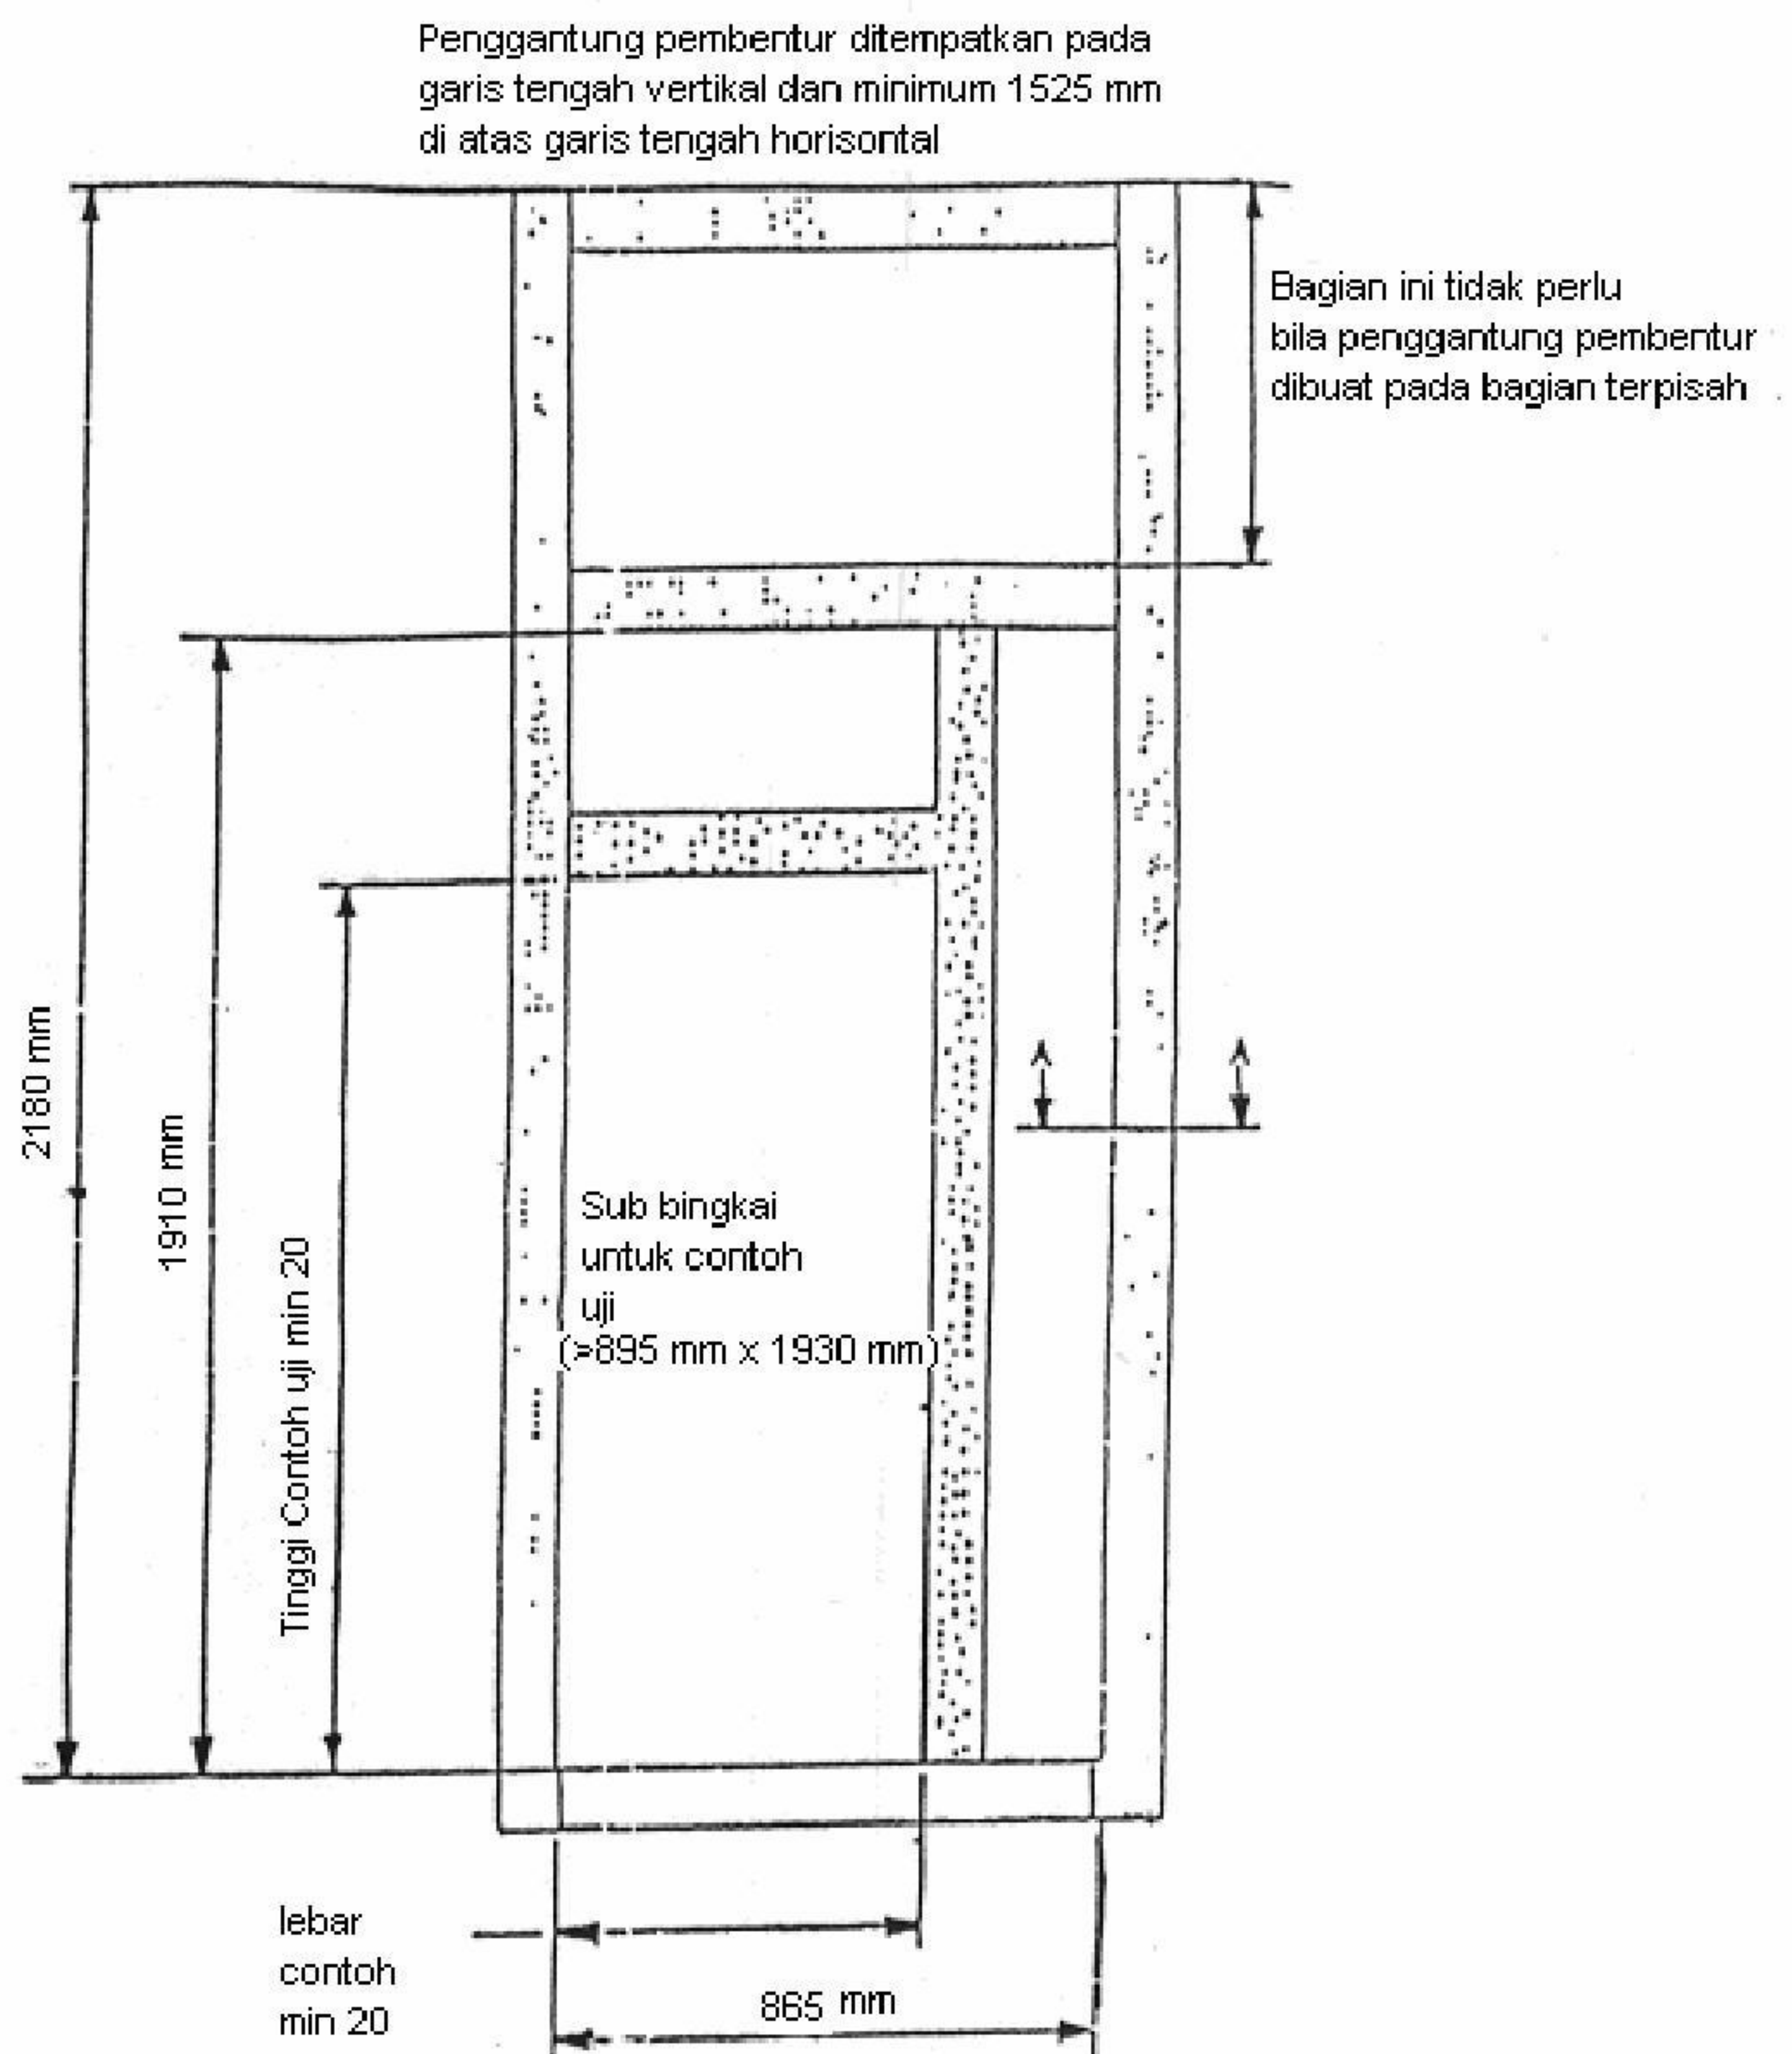 Penggantung pembentur ditempatkan pada
garis tengah vertikal dan minimum 1525 mm
di atas garis tengah horisontal
Bagian ini tidak perlu
bila penggantung pembentur
dibuat pada bagian terpisah
2180 mm
1910 mm
Tinggi Contoh uji min 20
Sub bingkai
untuk contoh
uji
(>895 mm x 1930 mm)
lebar
contoh
min 20
865 mm